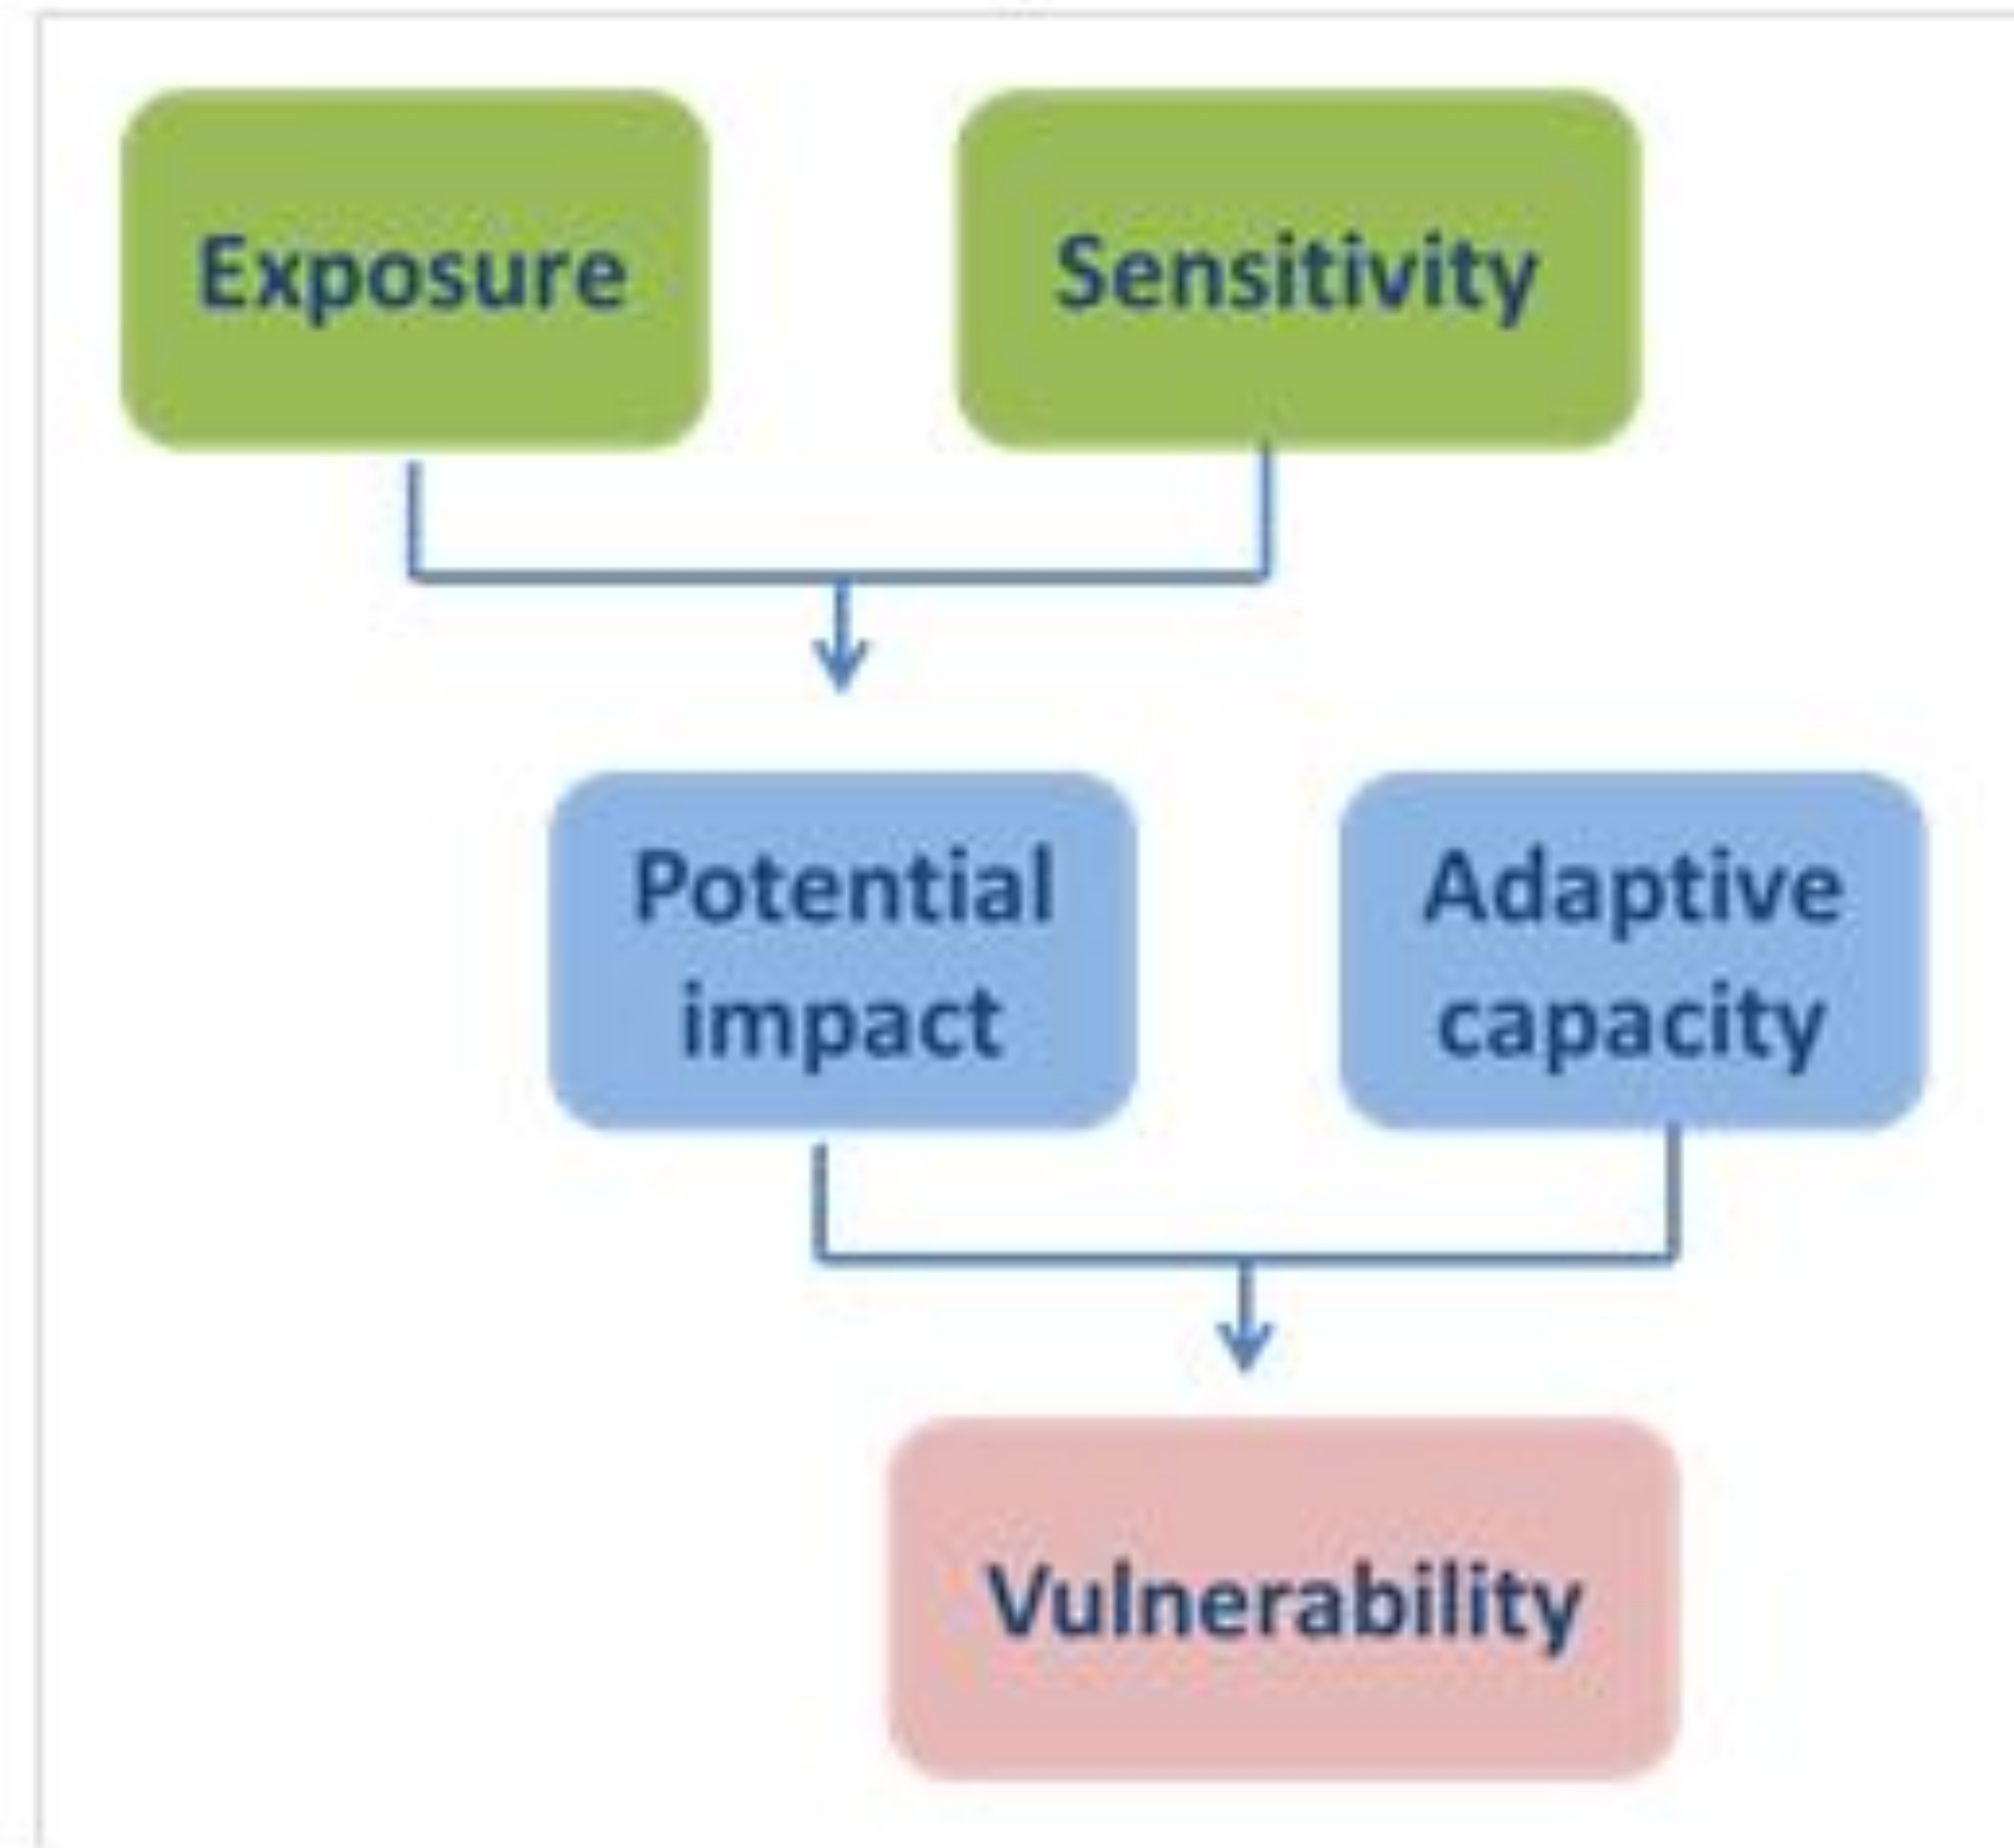 Exposure
Sensitivity
Potential
impact
Adaptive
capacity
Vulnerability